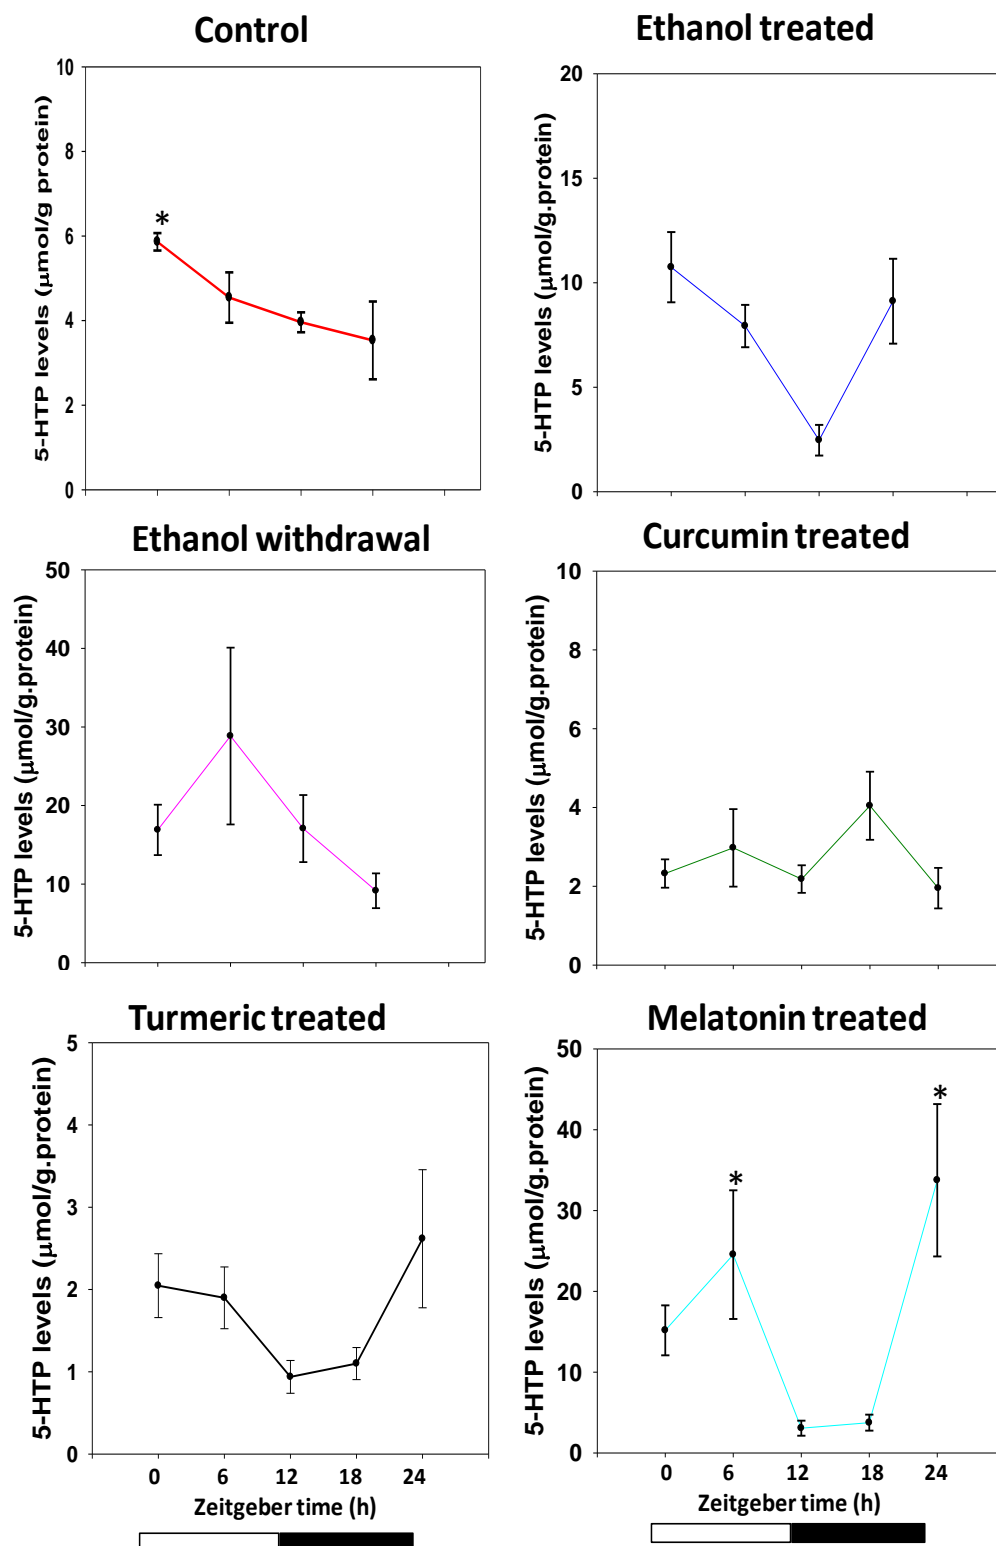 Control
5-HTP levels (μmol/g protein)
10
8
6
4
2
0
*
Ethanol treated
5-HTP levels (μmol/g.protein)
20
15
10
5
0
Ethanol withdrawal
5-HTP levels (μmol/g.protein)
50
40
30
20
10
0
Curcumin treated
5-HTP levels (μmol/g.protein)
10
8
6
4
2
0
Turmeric treated
5-HTP levels (μmol/g.protein)
5
4
3
2
1
0
0 6 12 18 24
Zeitgeber time (h)
Melatonin treated
5-HTP levels (μmol/g.protein)
50
40
30
20
10
0
*
*
0 6 12 18 24
Zeitgeber time (h)